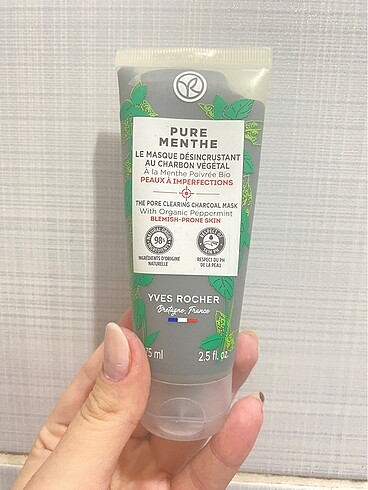 PURE
MENTHE
LE MASQUE DÉSINCRUSTANT
AU CHARBON VÉGÉTAL
À la Menthe Poivrée Bio
PEAUX À IMPERFECTIONS
THE PORE CLEARING CHARCOAL MASK
With Organic Peppermint
BLEMISH-PRONE SKIN
98%
INGRÉDIENTS D'ORIGINE
NATURELLE
RESPECT DU PH
DE LA PEAU
YVES ROCHER
Bretagne, France
5 ml 2.5 fl. oz.